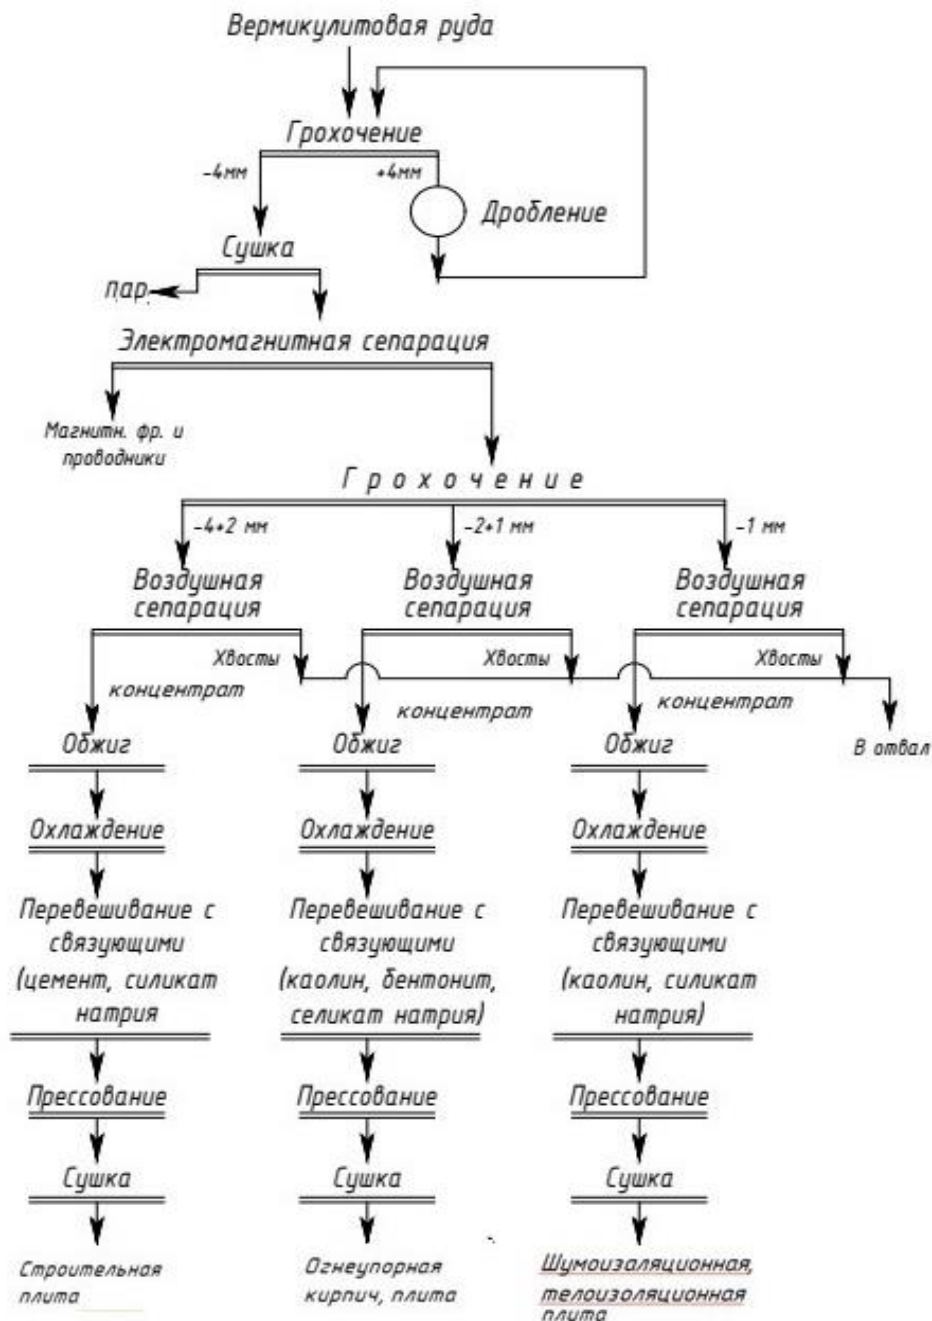 Вермикулитовая руда
Грохочение
-4мм
+4мм
Дробление
Сушка
пар.
Электромагнитная сепарация
Магнитн. фр. и
проводники
Грохочение
-4+2 мм
-2+1 мм
-1 мм
Воздушная
сепарация
Воздушная
сепарация
Воздушная
сепарация
Хвосты
Хвосты
Хвосты
концентрат
концентрат
концентрат
В отвал
Обжиг
Обжиг
Обжиг
Охлаждение
Охлаждение
Охлаждение
Перевешивание с
связующими
(цемент, силикат
натрия
Перевешивание с
связующими
(каолин, бентонит,
селикат натрия)
Перевешивание с
связующими
(каолин, силикат
натрия)
Прессование
Прессование
Прессование
Сушка
Сушка
Сушка
Строительная
плита
Огнеупорная
кирпич, плита
Шумоизаляционная,
телоизоляционная
плита